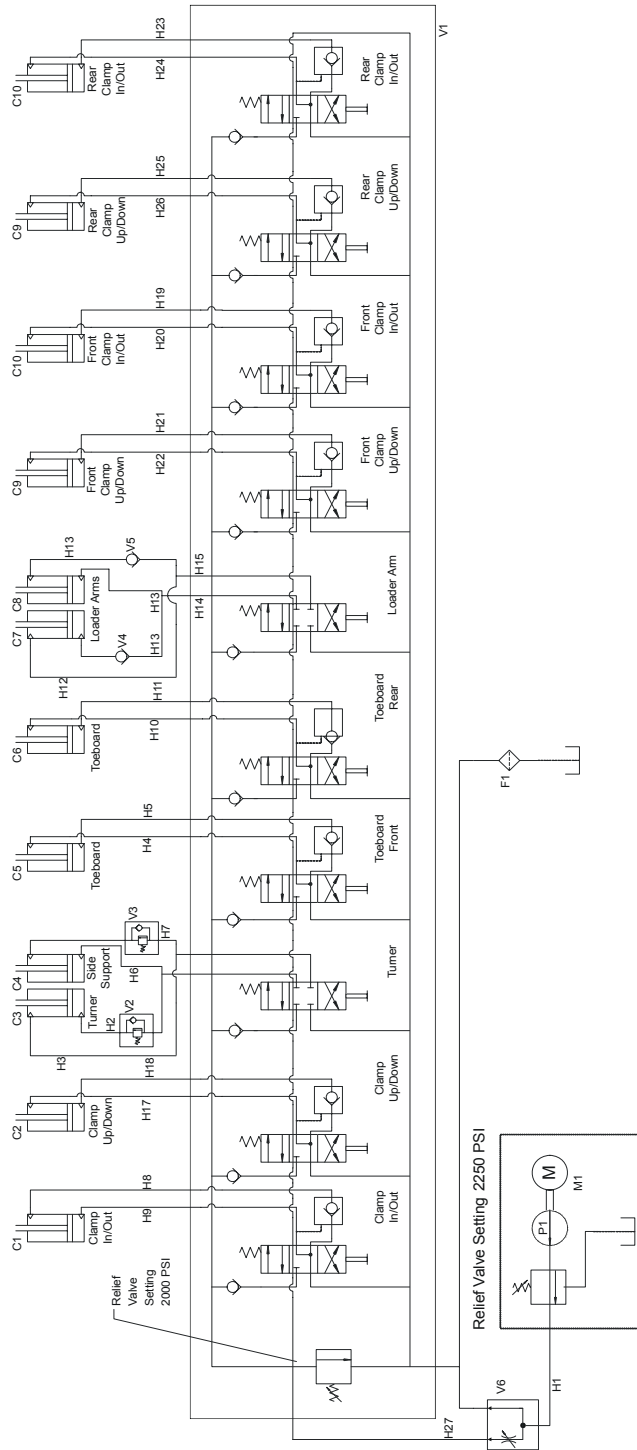 C1
Clamp
In/Out
H9
H8
C2
Clamp
Up/Down
H17
H18
H3
C3
Turner
H2
V2
C4
Side
Support
H6
V3
H7
C5
Toeboard
H4
H5
C6
Toeboard
H10
H11
H12
C7
C8
Loader Arms
V4
H13
H13
H13
V5
H14
H15
C9
Front
Clamp
Up/Down
H22
H21
C10
Front
Clamp
In/Out
H20
H19
C9
Rear
Clamp
Up/Down
H26
H25
C10
Rear
Clamp
In/Out
H24
H23
Relief
Valve
Setting
2000 PSI
Clamp
In/Out
Clamp
Up/Down
Turner
Toeboard
Front
Toeboard
Rear
Loader Arm
Front
Clamp
Up/Down
Front
Clamp
In/Out
Rear
Clamp
Up/Down
Rear
Clamp
In/Out
V1
H27
V6
H1
Relief Valve Setting 2250 PSI
P1
M
M1
F1